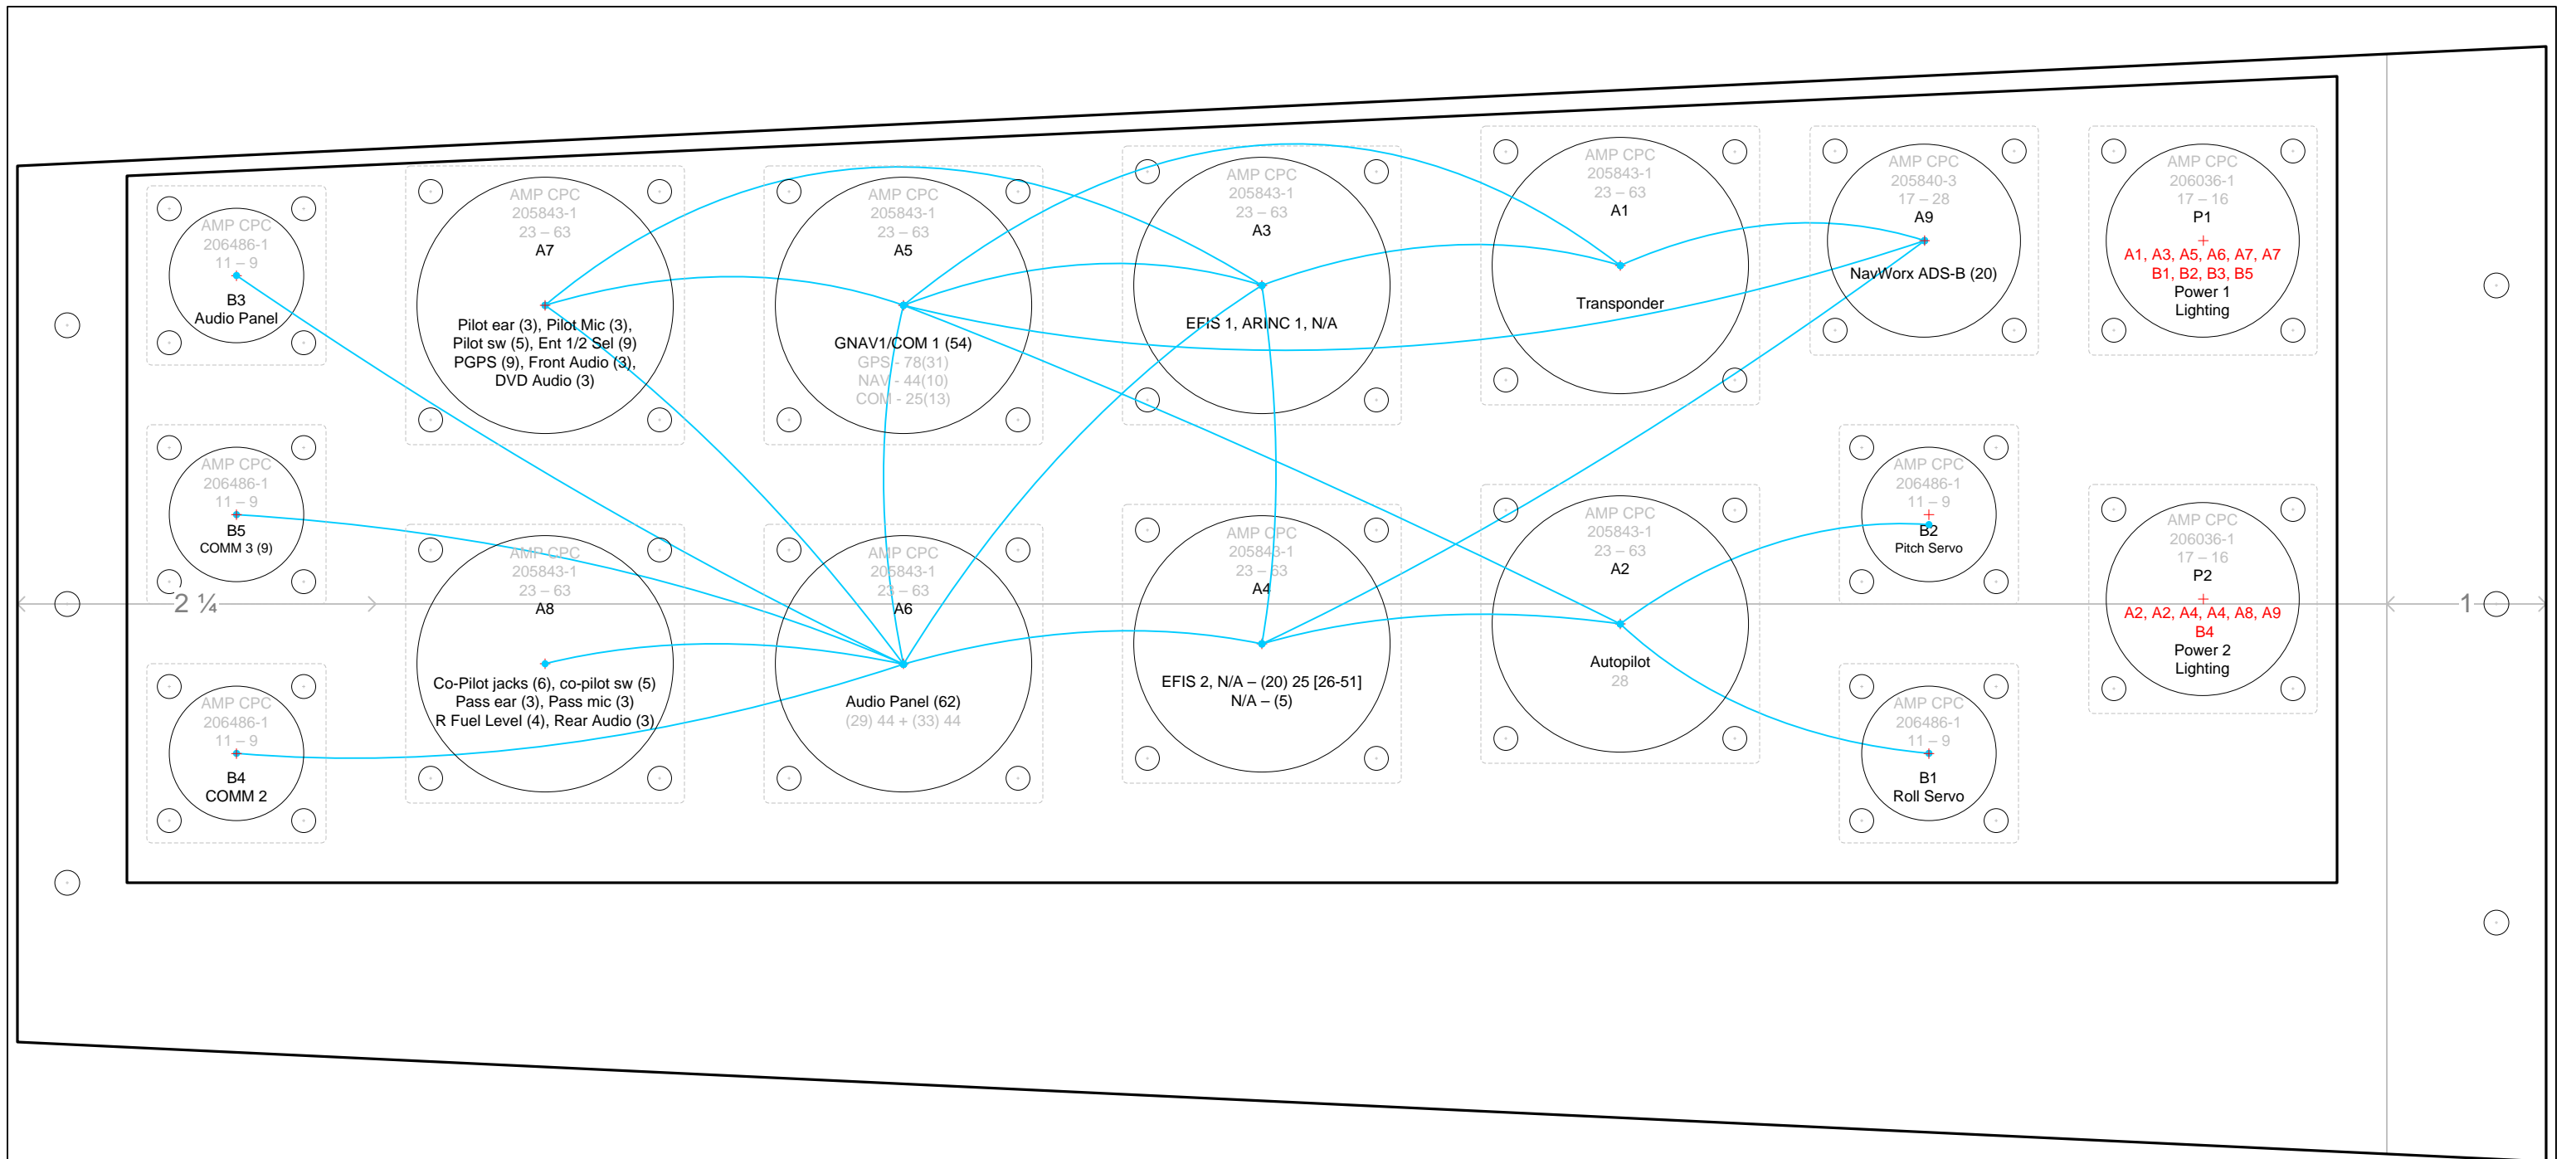 AMP CPC
206486-1
11 – 9
B3
Audio Panel
AMP CPC
205843-1
23 – 63
A7
Pilot ear (3), Pilot Mic (3),
Pilot sw (5), Ent 1/2 Sel (9)
PGPS (9), Front Audio (3),
DVD Audio (3)
AMP CPC
205843-1
23 – 63
A5
GNAV1/COM 1 (54)
GPS - 78(31)
NAV - 44(10)
COM - 25(13)
AMP CPC
205843-1
23 – 63
A3
EFIS 1, ARINC 1, N/A
AMP CPC
205843-1
23 – 63
A1
Transponder
AMP CPC
205840-3
17 – 28
A9
NavWorx ADS-B (20)
AMP CPC
206036-1
17 – 16
P1
A1, A3, A5, A6, A7, A7
B1, B2, B3, B5
Power 1
Lighting
AMP CPC
206486-1
11 – 9
B5
COMM 3 (9)
2 ¼
AMP CPC
206486-1
11 – 9
B4
COMM 2
AMP CPC
205843-1
23 – 63
A8
Co-Pilot jacks (6), co-pilot sw (5)
Pass ear (3), Pass mic (3)
R Fuel Level (4), Rear Audio (3)
AMP CPC
205843-1
23 – 63
A6
Audio Panel (62)
(29) 44 + (33) 44
AMP CPC
205843-1
23 – 63
A4
EFIS 2, N/A – (20) 25 [26-51]
N/A – (5)
AMP CPC
205843-1
23 – 63
A2
Autopilot
28
AMP CPC
206486-1
11 – 9
B2
Pitch Servo
AMP CPC
206486-1
11 – 9
B1
Roll Servo
AMP CPC
206036-1
17 – 16
P2
A2, A2, A4, A4, A8, A9
B4
Power 2
Lighting
1